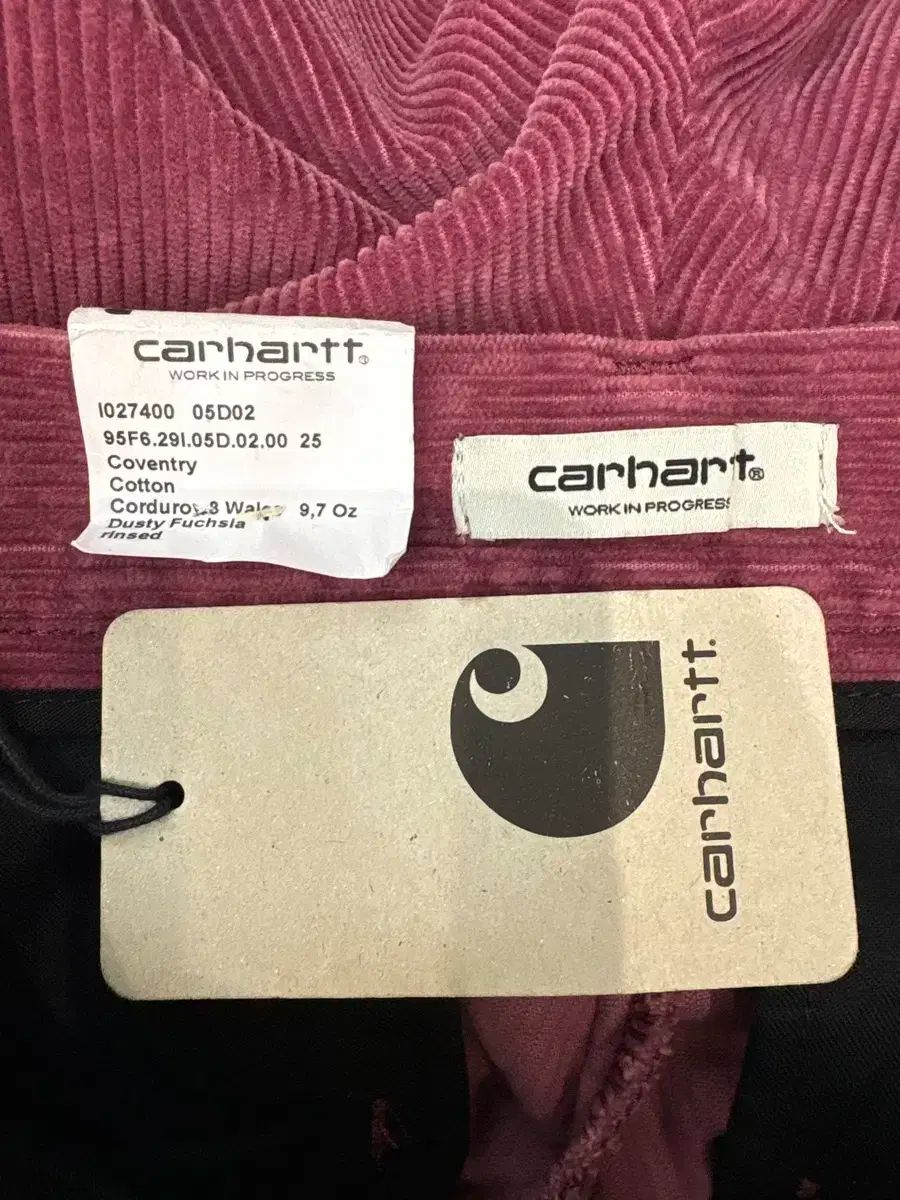 carhartt®
WORK IN PROGRESS
I027400 05D02
95F6.29I.05D.02.00 25
Coventry
Cotton
9,7 Oz
Dusty Fuchsia
rinsed
carhartt®
WORK IN PROGRESS
carhartt.